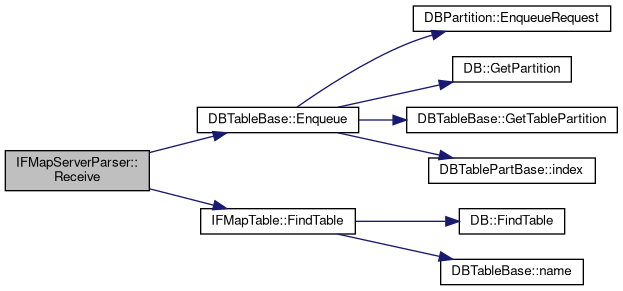 IFMapServerParser::
Receive
DBTableBase::Enqueue
IFMapTable::FindTable
DBPartition::EnqueueRequest
DB::GetPartition
DBTableBase::GetTablePartition
DBTablePartBase::index
DB::FindTable
DBTableBase::name